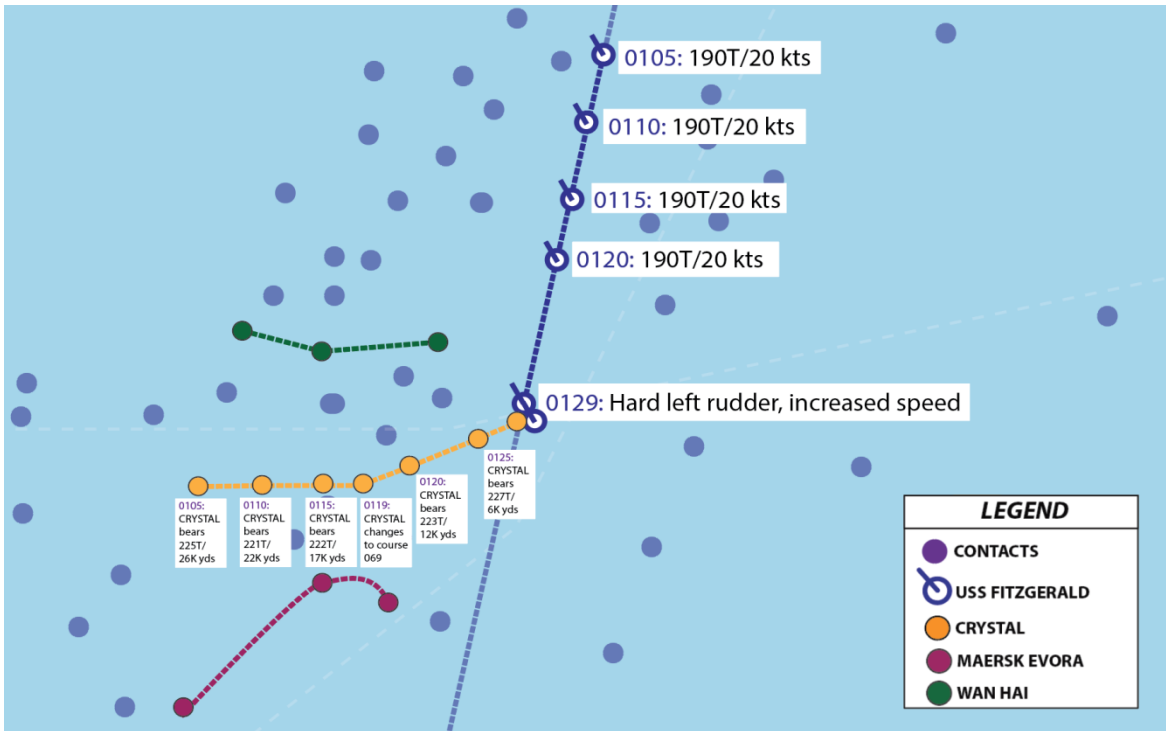 0105: 190T/20 kts
0110: 190T/20 kts
0115: 190T/20 kts
0120: 190T/20 kts
0129: Hard left rudder, increased speed
0105:
CRYSTAL
bears
225T/
26K yds
0110:
CRYSTAL
bears
221T/
22K yds
0115:
CRYSTAL
bears
222T/
17K yds
0119:
CRYSTAL
changes
to course
069
0120:
CRYSTAL
bears
223T/
12K yds
0125:
CRYSTAL
bears
227T/
6K yds
LEGEND
CONTACTS
USS FITZGERALD
CRYSTAL
MAERSK EVORA
WAN HAI